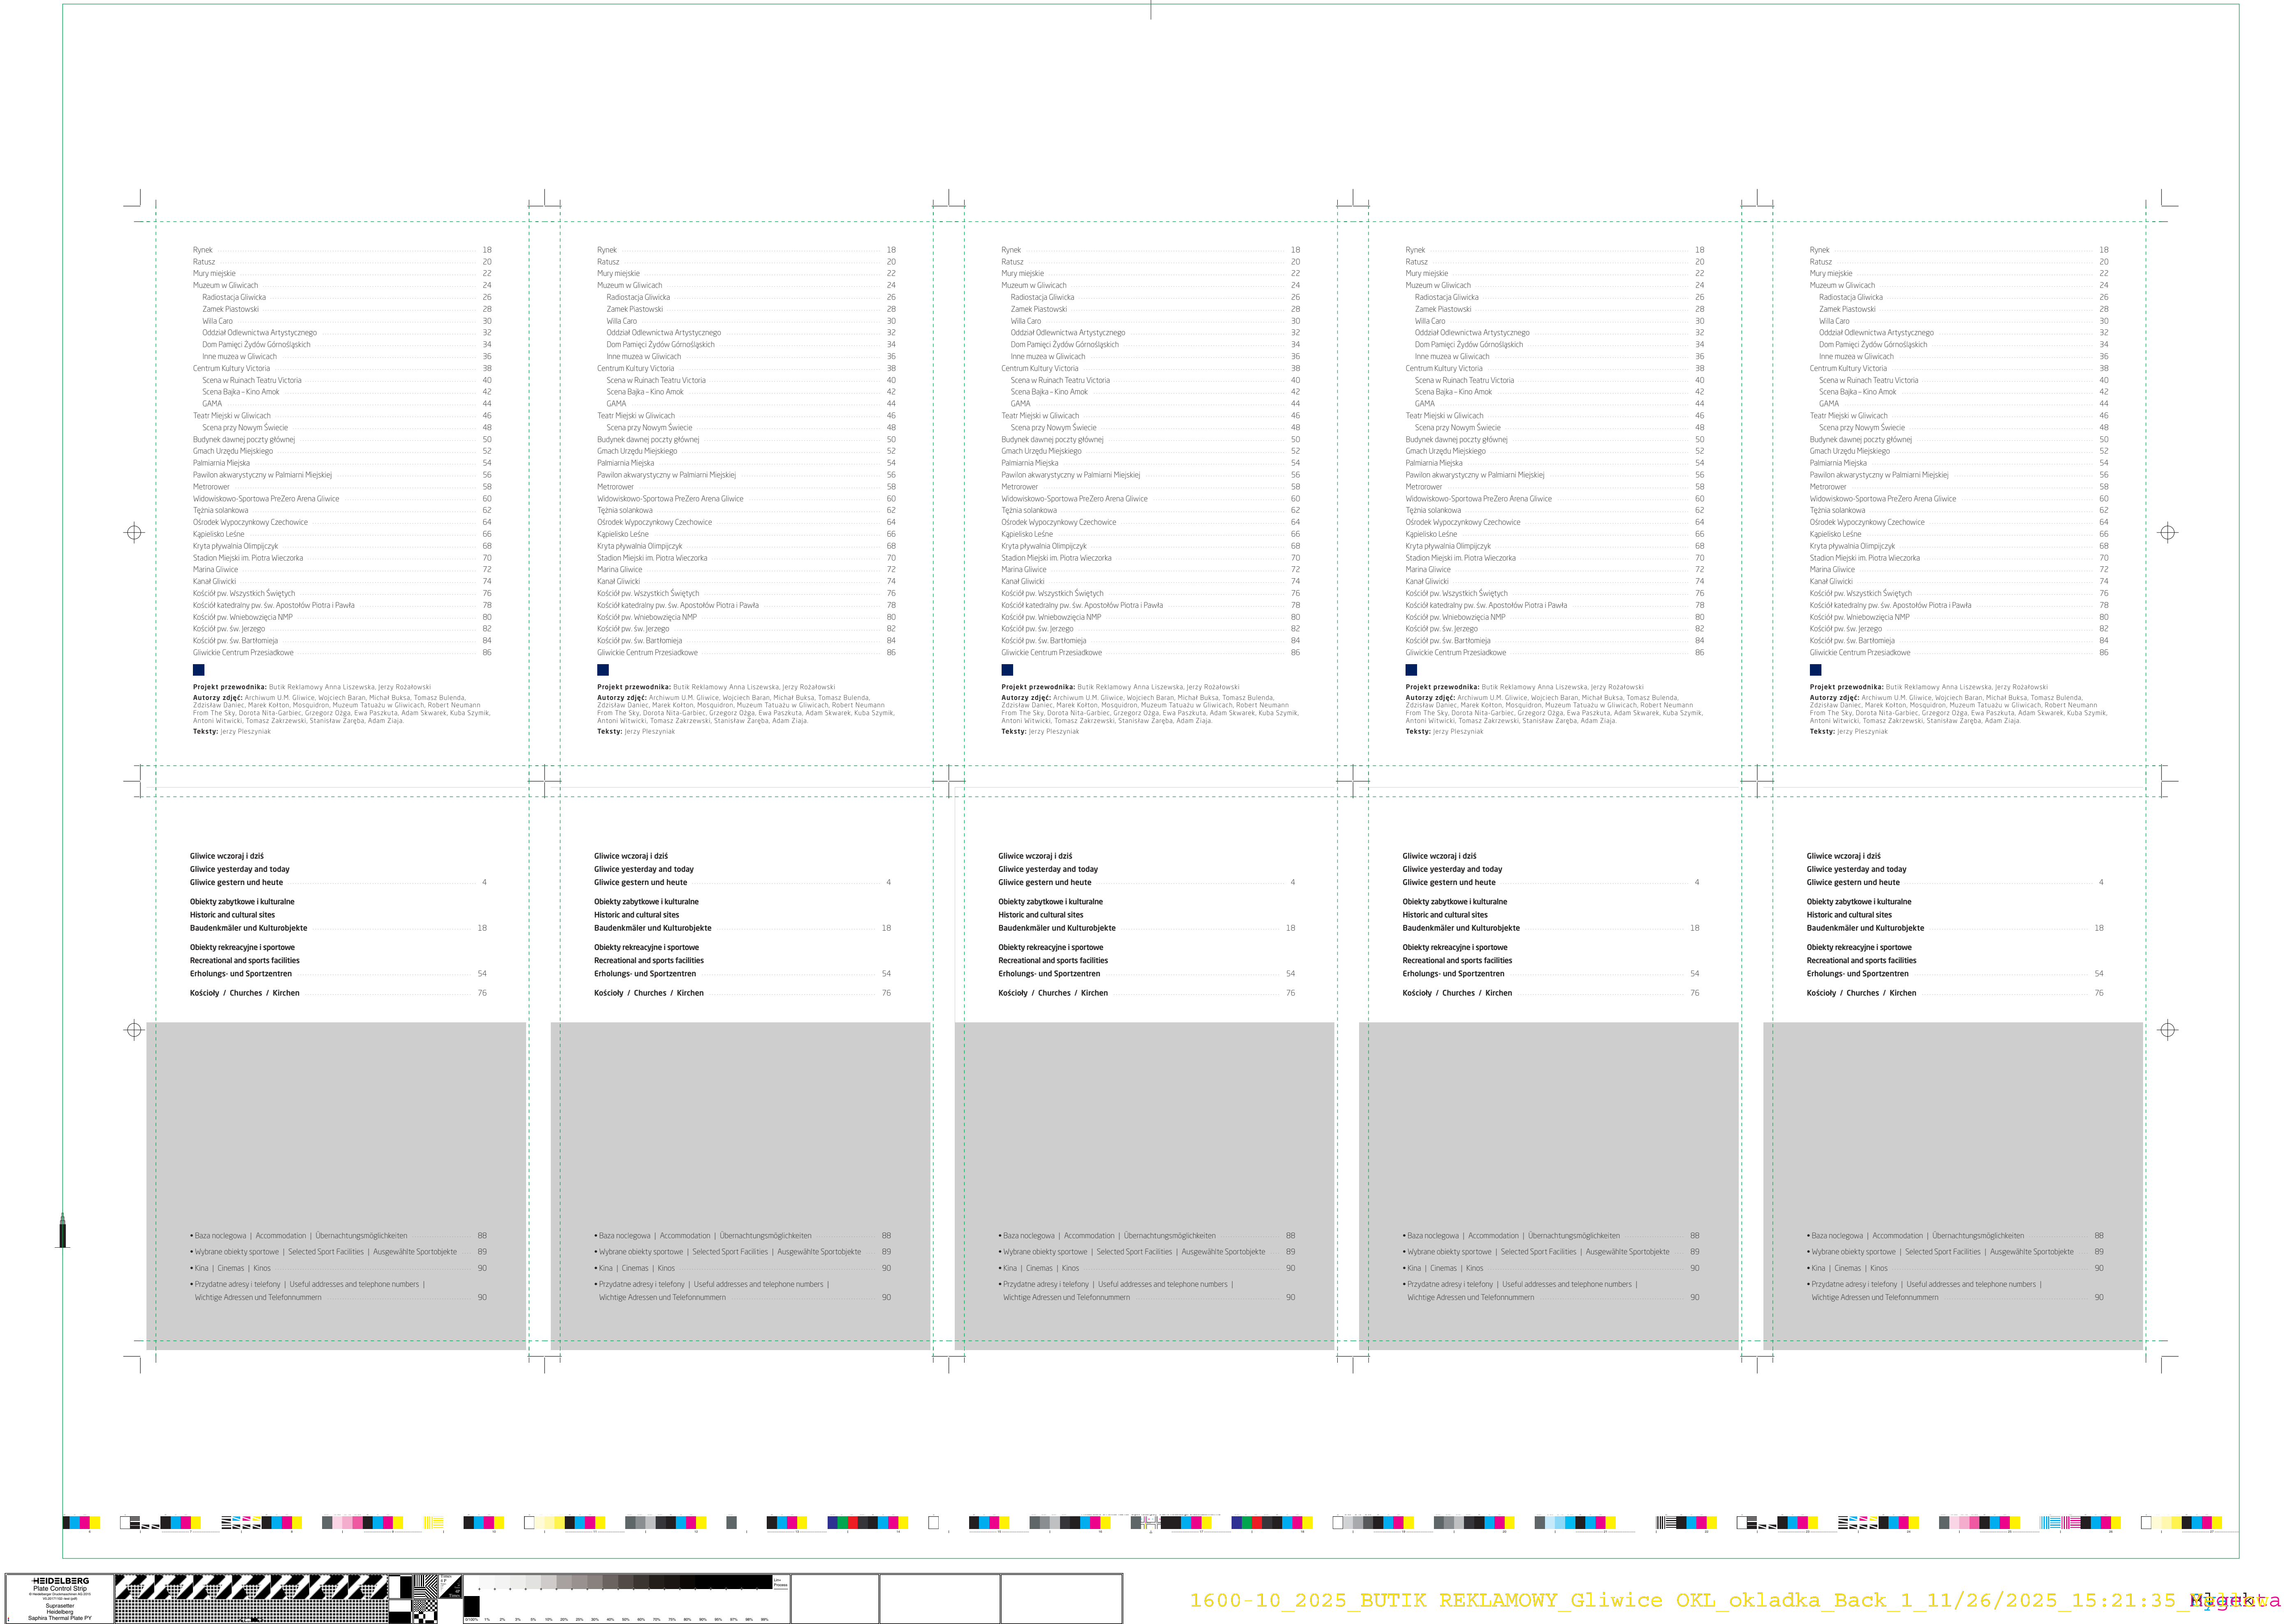 Rynek 18
Ratusz 20
Mury miejskie 22
Muzeum w Gliwicach 24
Radiostacja Gliwicka 26
Zamek Piastowski 28
Willa Caro 30
Oddział Odlewnictwa Artystycznego 32
Dom Pamięci Żydów Górnośląskich 34
Inne muzea w Gliwicach 36
Centrum Kultury Victoria 38
Scena w Ruinach Teatru Victoria 40
Scena Bajka – Kino Amok 42
GAMA 44
Teatr Miejski w Gliwicach 46
Scena przy Nowym Świecie 48
Budynek dawnej poczty głównej 50
Gmach Urzędu Miejskiego 52
Palmiarnia Miejska 54
Pawilon akwarystyczny w Palmiarni Miejskiej 56
Metrorower 58
Widowiskowo-Sportowa PreZero Arena Gliwice 60
Tężnia solankowa 62
Ośrodek Wypoczynkowy Czechowice 64
Kąpielisko Leśne 66
Kryta pływalnia Olimpijczyk 68
Stadion Miejski im. Piotra Wieczorka 70
Marina Gliwice 72
Kanał Gliwicki 74
Kościół pw. Wszystkich Świętych 76
Kościół katedralny pw. św. Apostołów Piotra i Pawła 78
Kościół pw. Wniebowzięcia NMP 80
Kościół pw. św. Jerzego 82
Kościół pw. św. Bartłomieja 84
Gliwickie Centrum Przesiadkowe 86
Projekt przewodnika: Butik Reklamowy Anna Liszewska, Jerzy Rożałowski
Autorzy zdjęć: Archiwum U.M. Gliwice, Wojciech Baran, Michał Buksa, Tomasz Bulenda,
Zdzisław Daniec, Marek Kołton, Mosquidron, Muzeum Tatuażu w Gliwicach, Robert Neumann
From The Sky, Dorota Nita-Garbiec, Grzegorz Ożga, Ewa Paszkuta, Adam Skwarek, Kuba Szymik,
Antoni Witwicki, Tomasz Zakrzewski, Stanisław Zaręba, Adam Ziaja.
Teksty: Jerzy Pleszyniak
Gliwice wczoraj i dziś
Gliwice yesterday and today
Gliwice gestern und heute 4
Obiekty zabytkowe i kulturalne
Historic and cultural sites
Baudenkmäler und Kulturobjekte 18
Obiekty rekreacyjne i sportowe
Recreational and sports facilities
Erholungs- und Sportzentren 54
Kościoły / Churches / Kirchen 76
• Baza noclegowa | Accommodation | Übernachtungsmöglichkeiten 88
• Wybrane obiekty sportowe | Selected Sport Facilities | Ausgewählte Sportobjekte 89
• Kina | Cinemas | Kinos 90
• Przydatne adresy i telefony | Useful addresses and telephone numbers |
Wichtige Adressen und Telefonnummern 90
HEIDELBERG
Plate Control Strip
Suprasetter
Heidelberg
Saphira Thermal Plate PY
1600-10_2025_BUTIK REKLAMOWY_Gliwice OKL_okladka_Back_1_11/26/2025_15:21:35